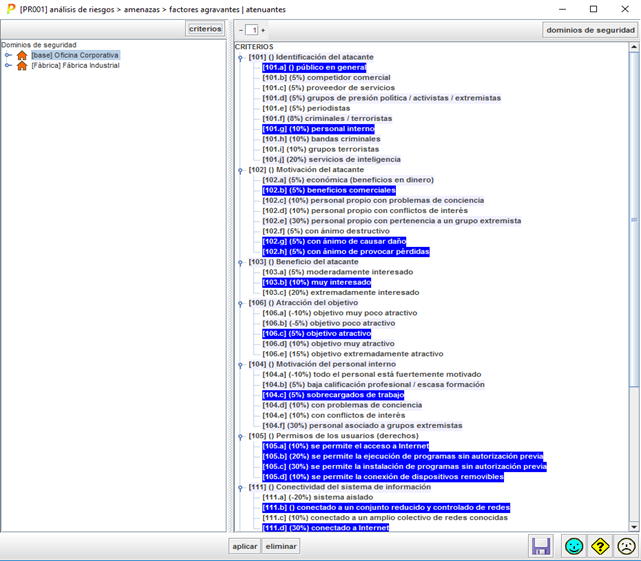 [PR001] análisis de riesgos > amenazas > factores agravantes | atenuantes
criterios
- 1 +
dominios de seguridad
Dominios de seguridad
[base] Oficina Corporativa
[Fábrica] Fábrica Industrial
CRITERIOS
[101] () Identificación del atacante
[101.a] () público en general
[101.b] (5%) competidor comercial
[101.c] (5%) proveedor de servicios
[101.d] (5%) grupos de presión política / activistas / extremistas
[101.e] (5%) periodistas
[101.f] (8%) criminales / terroristas
[101.g] (10%) personal interno
[101.h] (10%) bandas criminales
[101.i] (10%) grupos terroristas
[101.j] (20%) servicios de inteligencia
[102] () Motivación del atacante
[102.a] (5%) económica (beneficios en dinero)
[102.b] (5%) beneficios comerciales
[102.c] (10%) personal propio con problemas de conciencia
[102.d] (10%) personal propio con conflictos de interés
[102.e] (30%) personal propio con pertenencia a un grupo extremista
[102.f] (5%) con ánimo destructivo
[102.g] (5%) con ánimo de causar daño
[102.h] (5%) con ánimo de provocar pérdidas
[103] () Beneficio del atacante
[103.a] (5%) moderadamente interesado
[103.b] (10%) muy interesado
[103.c] (20%) extremadamente interesado
[106] () Atracción del objetivo
[106.a] (-10%) objetivo muy poco atractivo
[106.b] (-5%) objetivo poco atractivo
[106.c] (5%) objetivo atractivo
[106.d] (10%) objetivo muy atractivo
[106.e] (15%) objetivo extremadamente atractivo
[104] () Motivación del personal interno
[104.a] (-10%) todo el personal está fuertemente motivado
[104.b] (5%) baja calificación profesional / escasa formación
[104.c] (5%) sobrecargados de trabajo
[104.d] (10%) con problemas de conciencia
[104.e] (10%) con conflictos de interés
[104.f] (30%) personal asociado a grupos extremistas
[105] () Permisos de los usuarios (derechos)
[105.a] (10%) se permite el acceso a Internet
[105.b] (20%) se permite la ejecución de programas sin autorización previa
[105.c] (30%) se permite la instalación de programas sin autorización previa
[105.d] (10%) se permite la conexión de dispositivos removibles
[111] () Conectividad del sistema de información
[111.a] (-20%) sistema aislado
[111.b] () conectado a un conjunto reducido y controlado de redes
[111.c] (10%) conectado a un amplio colectivo de redes conocidas
[111.d] (30%) conectado a Internet
aplicar eliminar